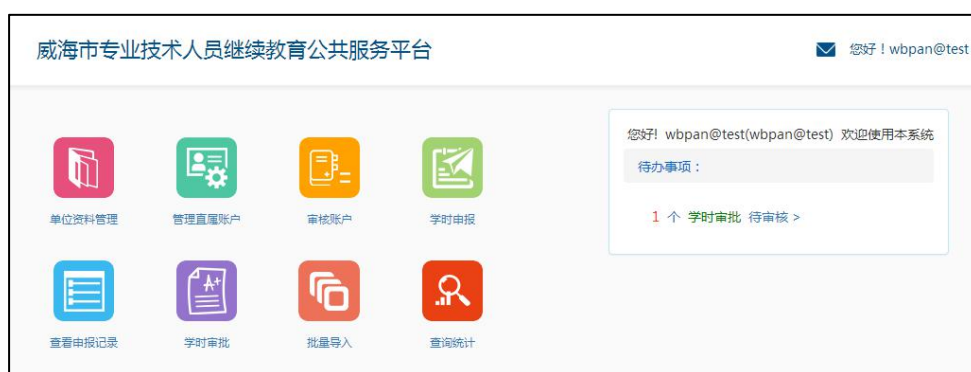 威海市专业技术人员继续教育公共服务平台
您好！wbpan@test
您好! wbpan@test(wbpan@test) 欢迎使用本系统
待办事项：
1 个 学时审批 待审核 >
单位资料管理 管理直属账户 审核账户 学时申报
A+
查看申报记录 学时审批 批量导入 查询统计